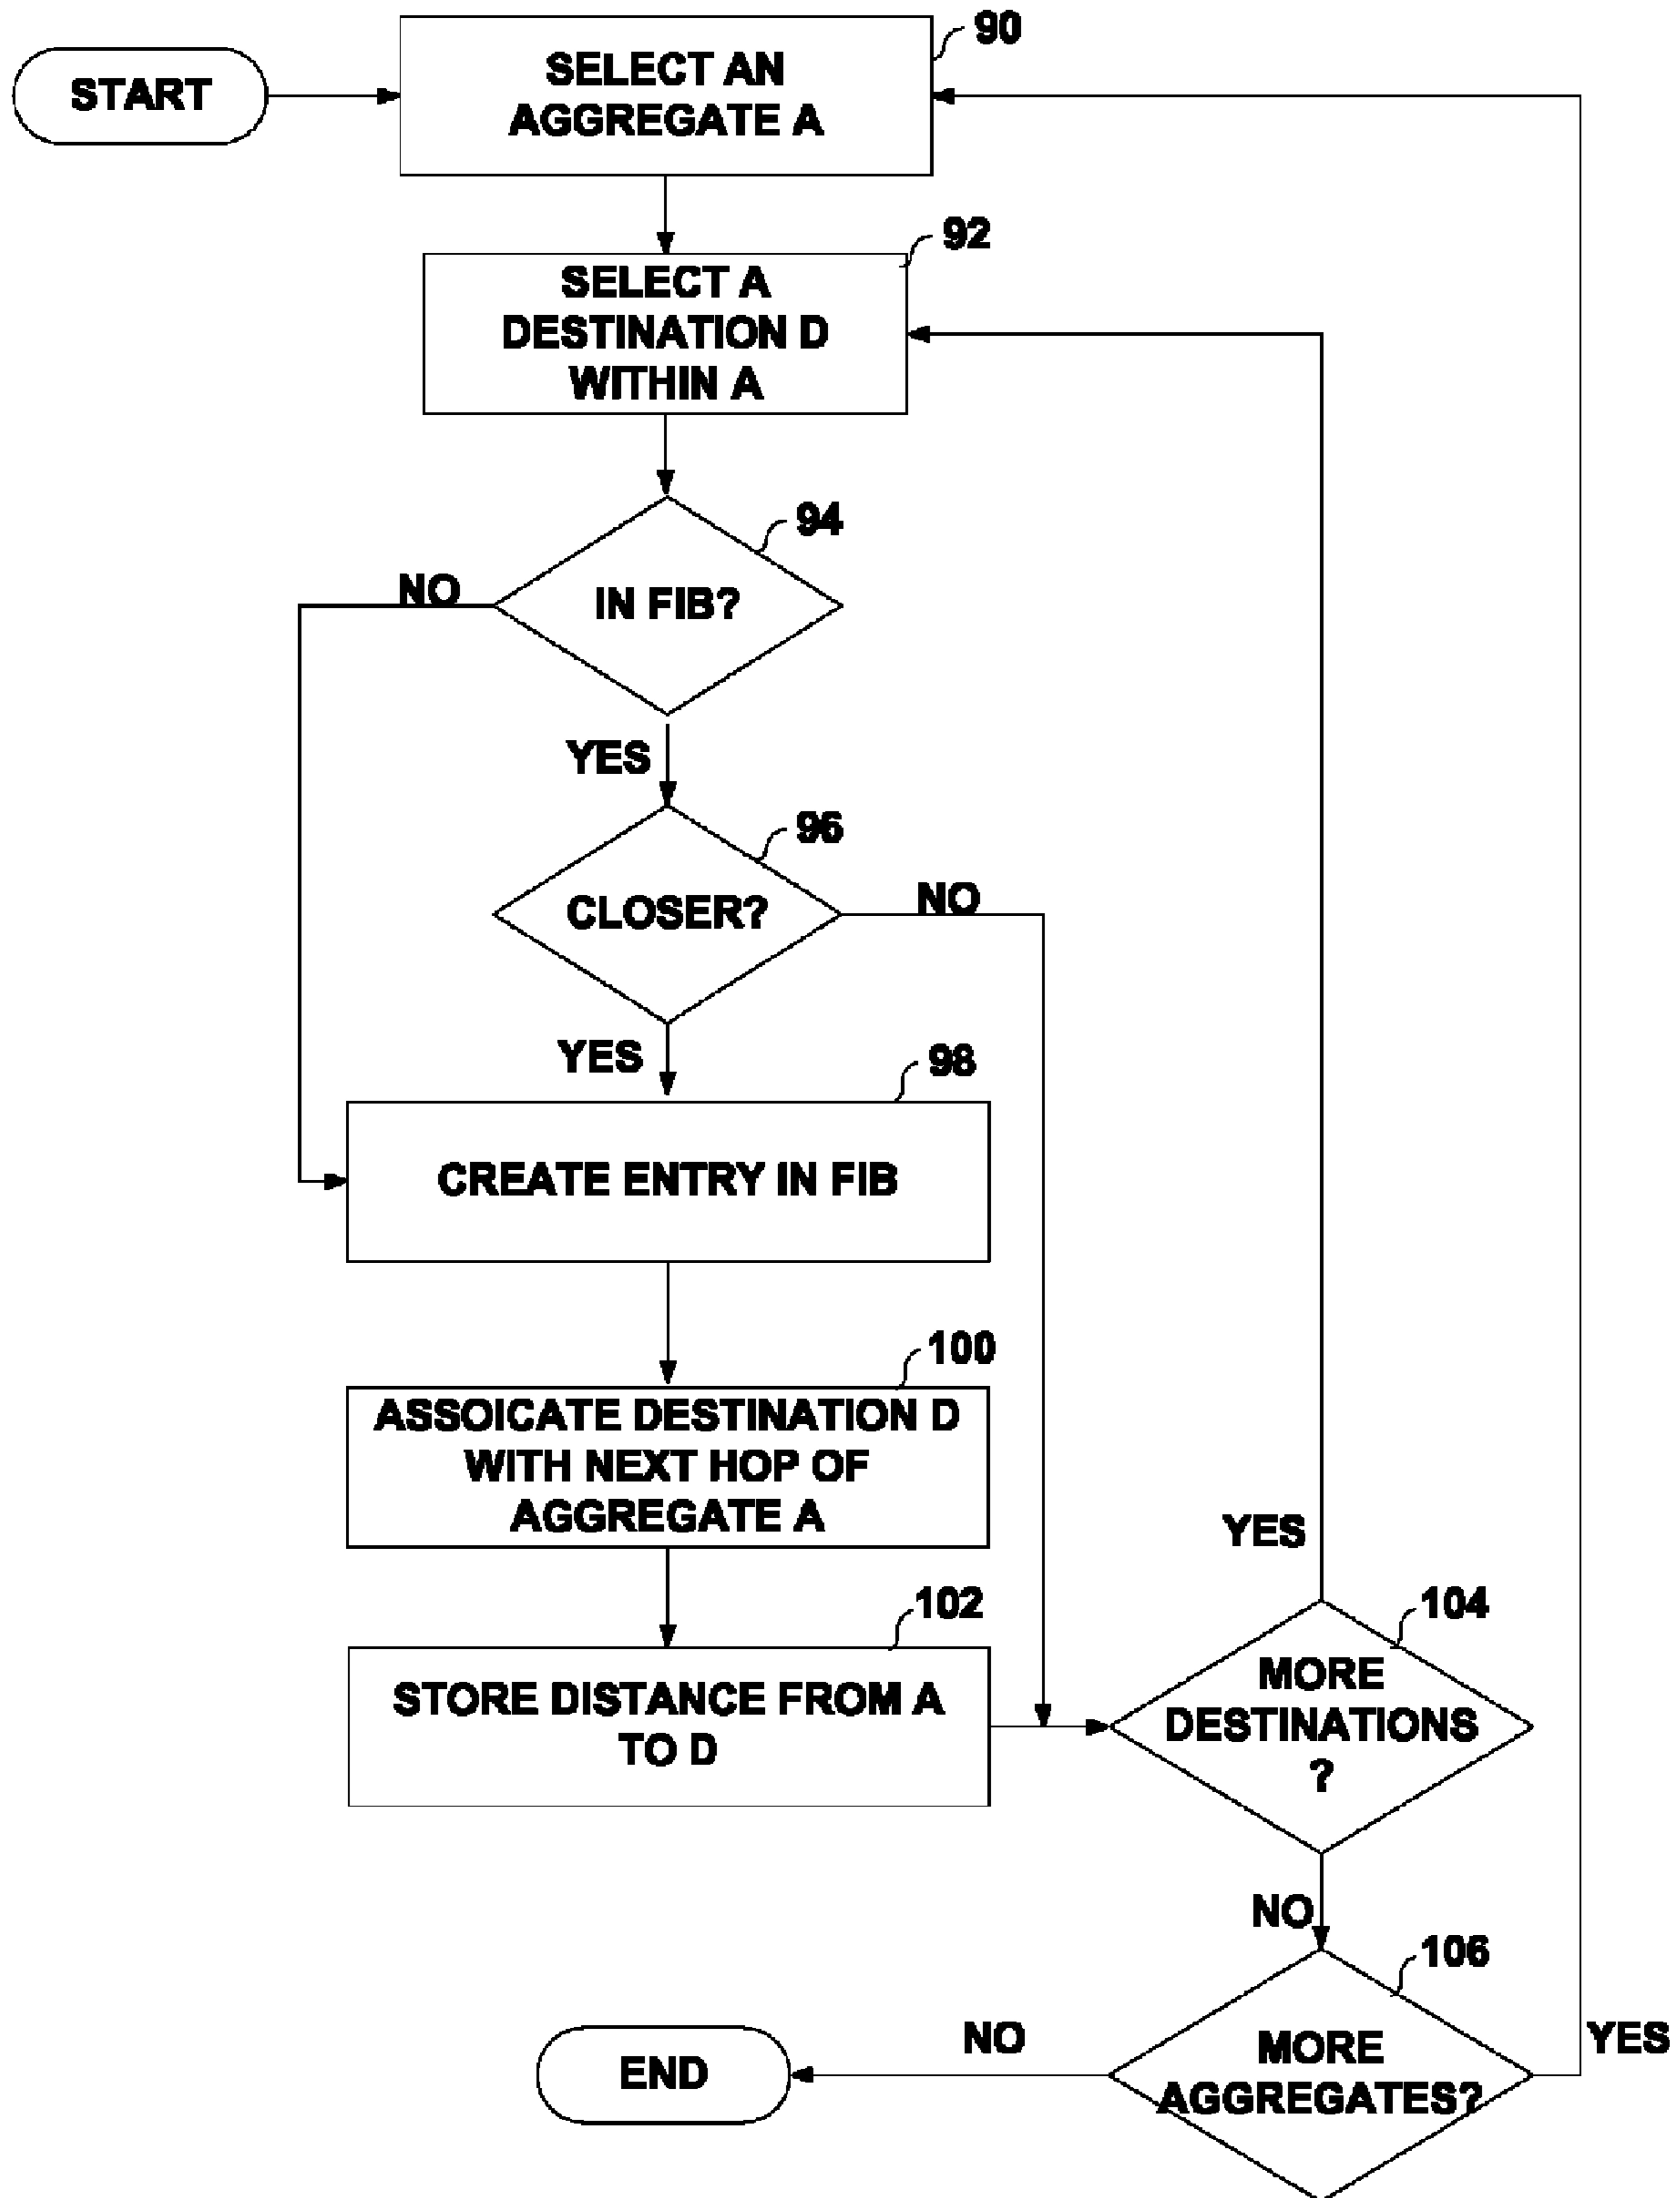 90
START
SELECT AN
AGGREGATE A
92
SELECT A
DESTINATION D
WITHIN A
94
NO
IN FIB?
YES
96
CLOSER?
NO
YES
98
CREATE ENTRY IN FIB
100
ASSOICATE DESTINATION D
WITH NEXT HOP OF
AGGREGATE A
YES
102
104
STORE DISTANCE FROM A
TO D
MORE
DESTINATIONS
?
NO
106
NO
YES
END
MORE
AGGREGATES?